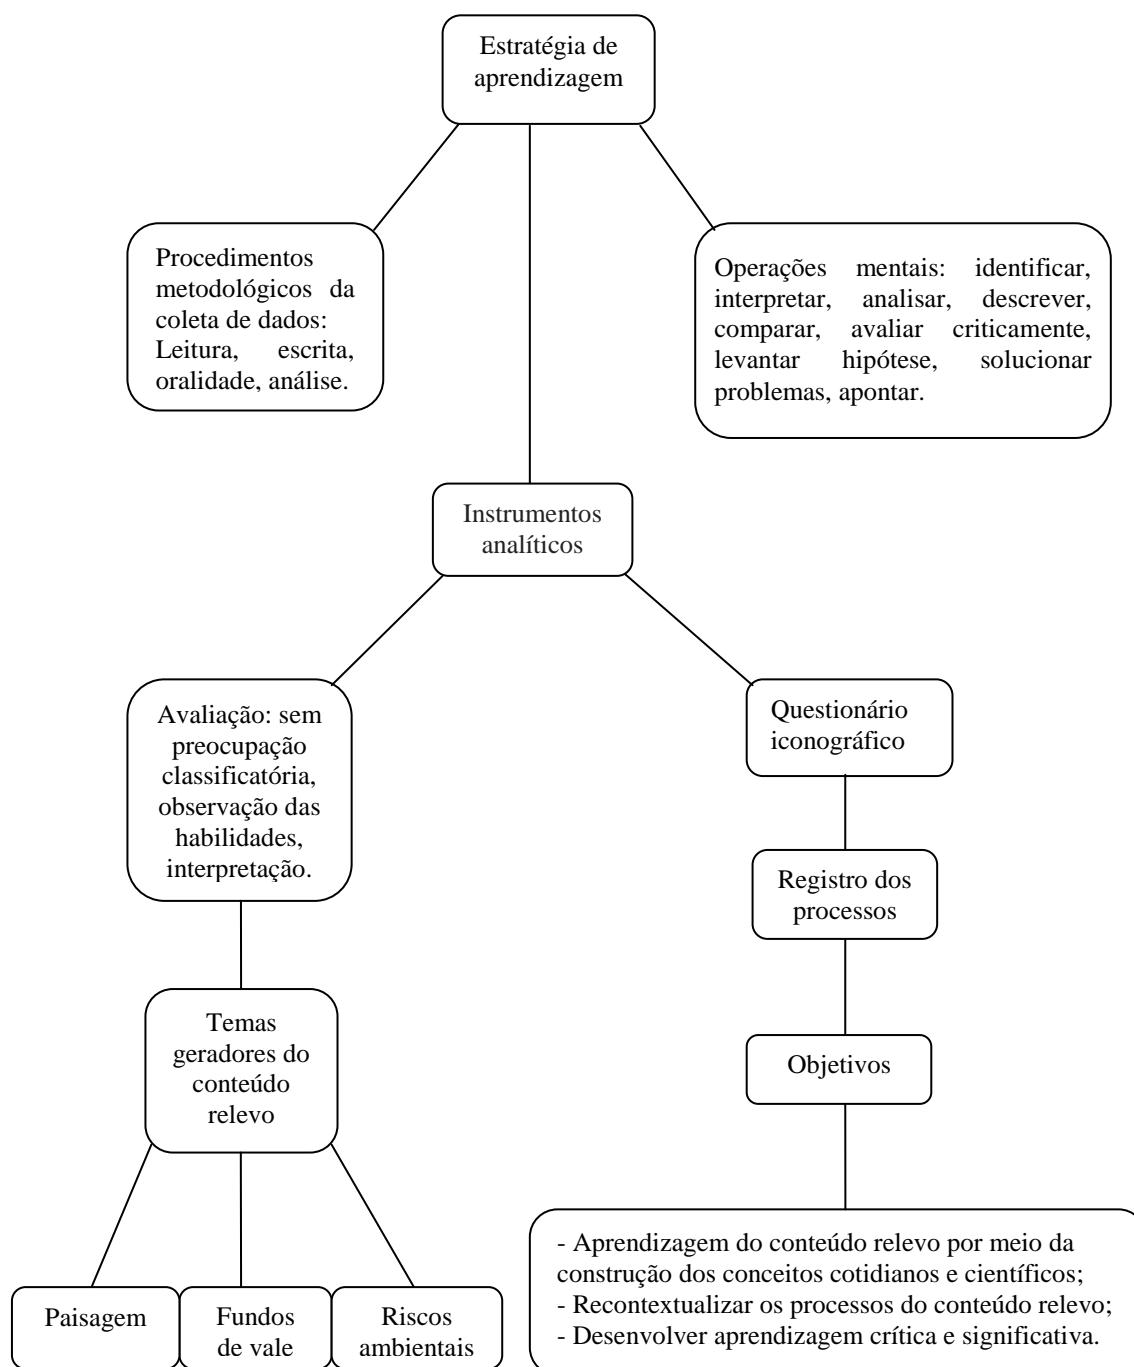 Estratégia de
aprendizagem
Procedimentos
metodológicos da
coleta de dados:
Leitura, escrita,
oralidade, análise.
Operações mentais: identificar,
interpretar, analisar, descrever,
comparar, avaliar criticamente,
levantar hipótese, solucionar
problemas, apontar.
Instrumentos
analíticos
Avaliação: sem
preocupação
classificatória,
observação das
habilidades,
interpretação.
Questionário
iconográfico
Registro dos
processos
Temas
geradores do
conteúdo
relevo
Objetivos
Paisagem
Fundos
de vale
Riscos
ambientais
- Aprendizagem do conteúdo relevo por meio da
construção dos conceitos cotidianos e científicos;
- Recontextualizar os processos do conteúdo relevo;
- Desenvolver aprendizagem crítica e significativa.